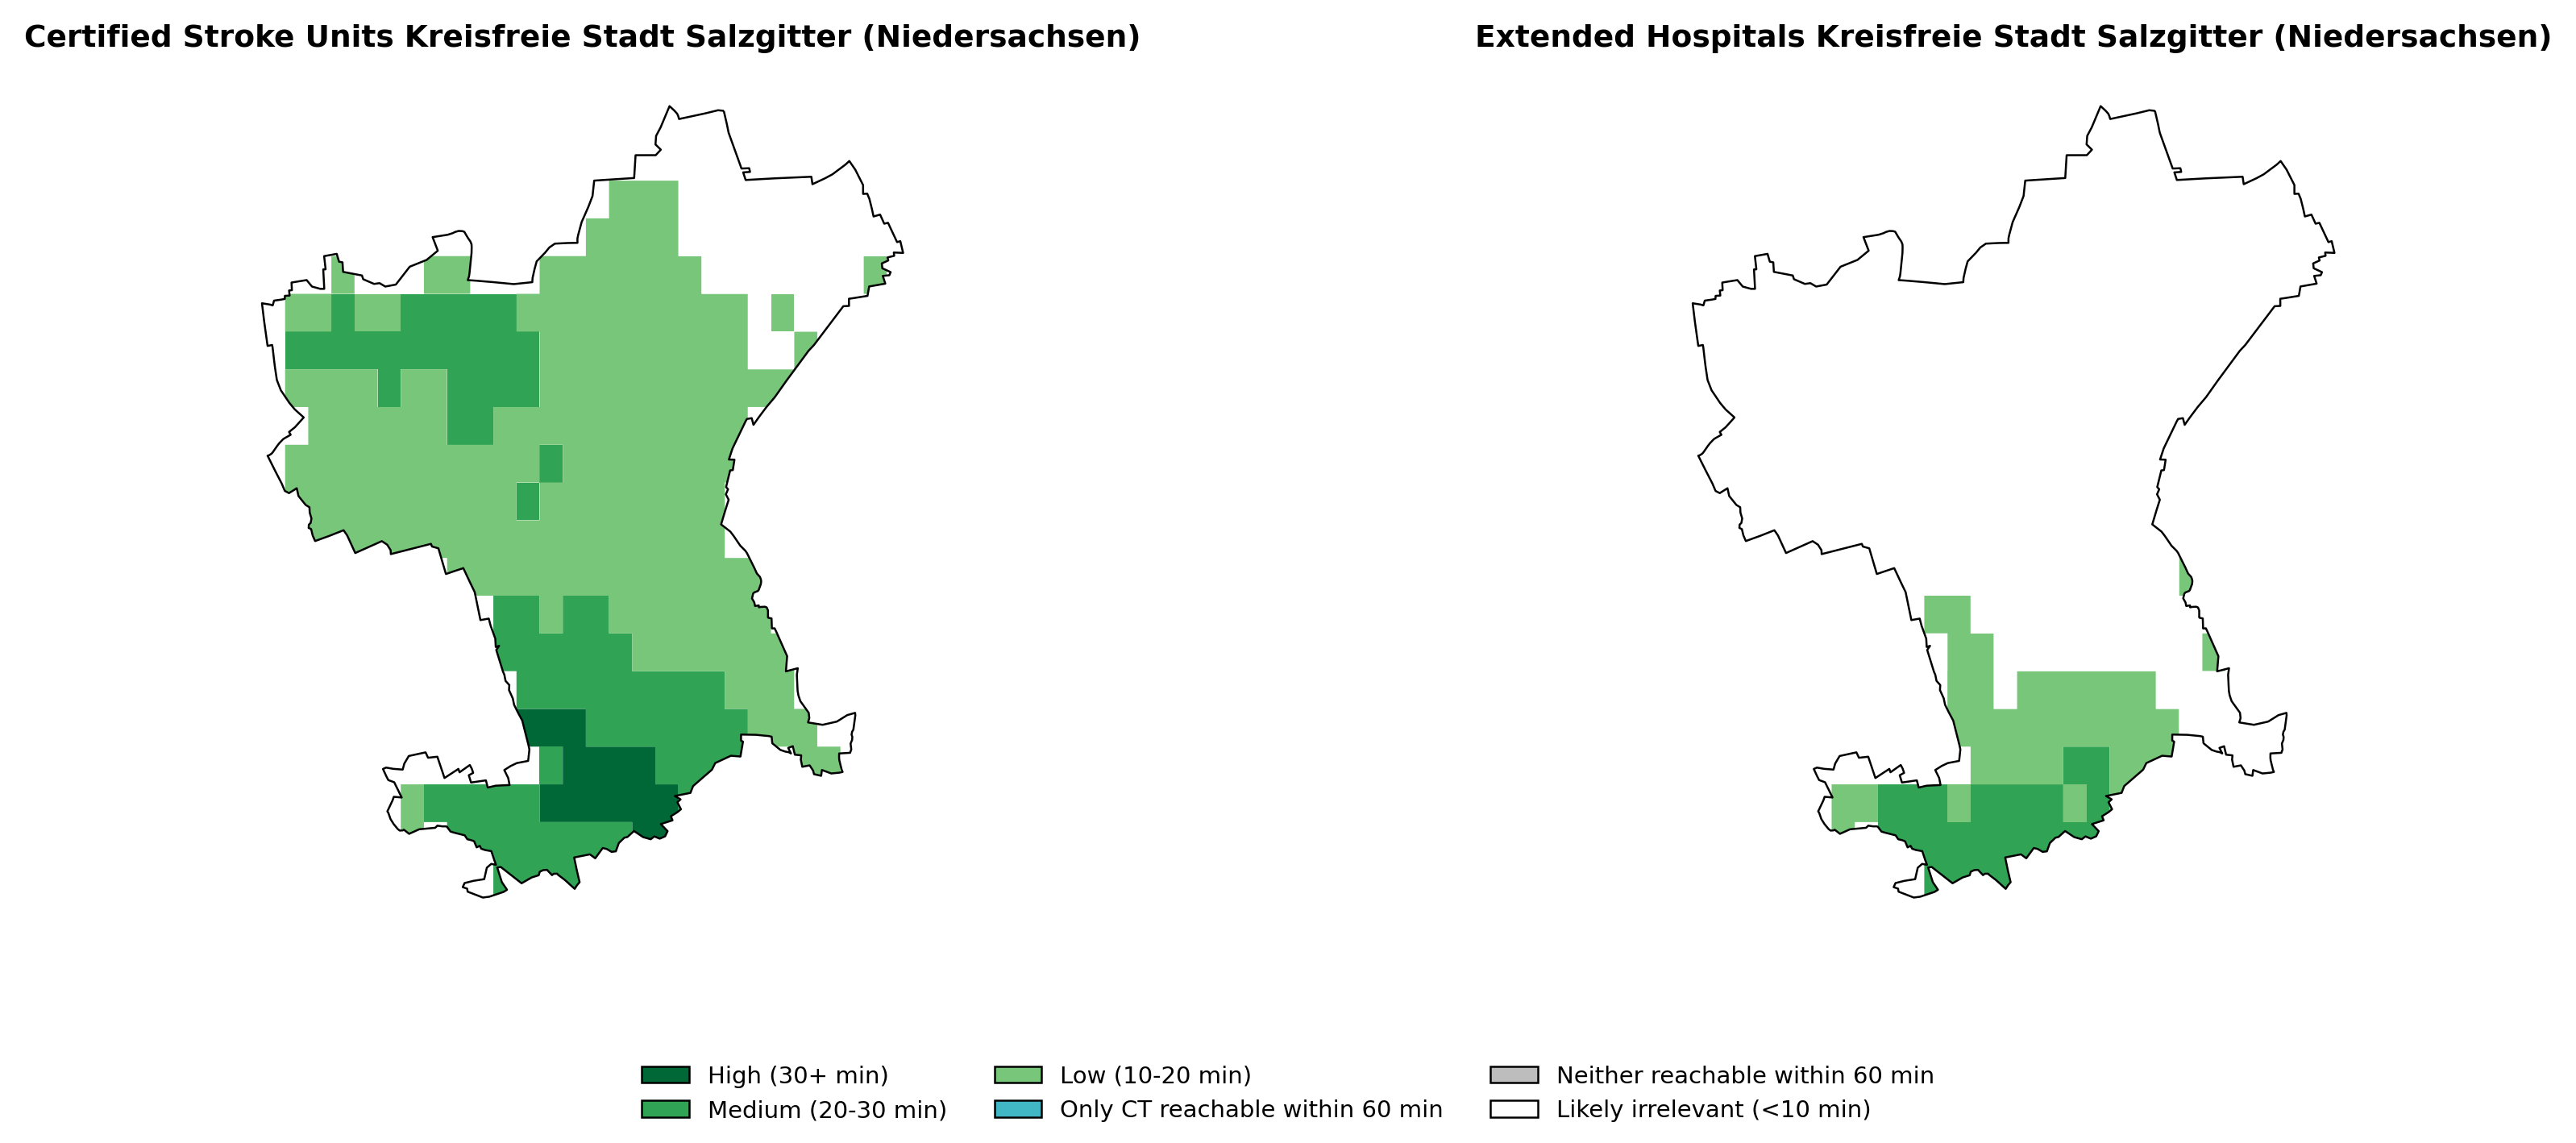 Certified Stroke Units Kreisfreie Stadt Salzgitter (Niedersachsen)
Extended Hospitals Kreisfreie Stadt Salzgitter (Niedersachsen)
High (30+ min)
Medium (20-30 min)
Low (10-20 min)
Only CT reachable within 60 min
Neither reachable within 60 min
Likely irrelevant (<10 min)